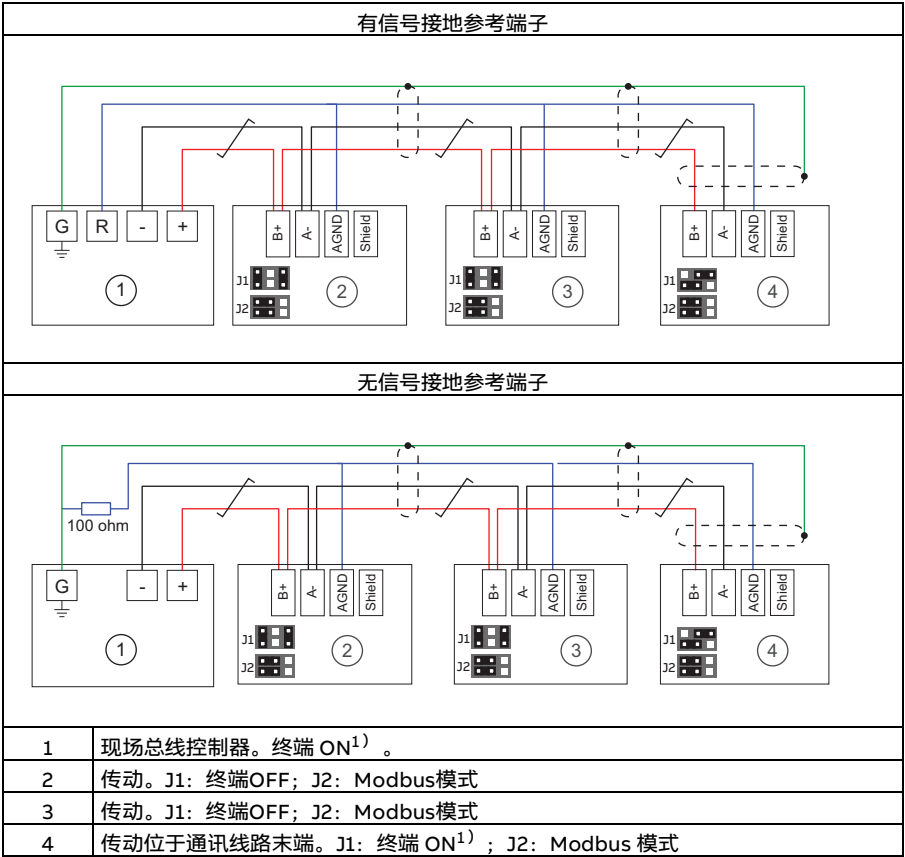 有信号接地参考端子
G R - + B+ A- AGND Shield B+ A- AGND Shield B+ A- AGND Shield
J1 J1 J1
1 2 3 4
J2 J2 J2
无信号接地参考端子
100 ohm
G - + B+ A- AGND Shield B+ A- AGND Shield B+ A- AGND Shield
J1 J1 J1
1 2 3 4
J2 J2 J2
1 现场总线控制器。终端 ON1) 。
2 传动。J1：终端OFF；J2：Modbus模式
3 传动。J1：终端OFF；J2：Modbus模式
4 传动位于通讯线路末端。J1：终端 ON1) ；J2：Modbus 模式